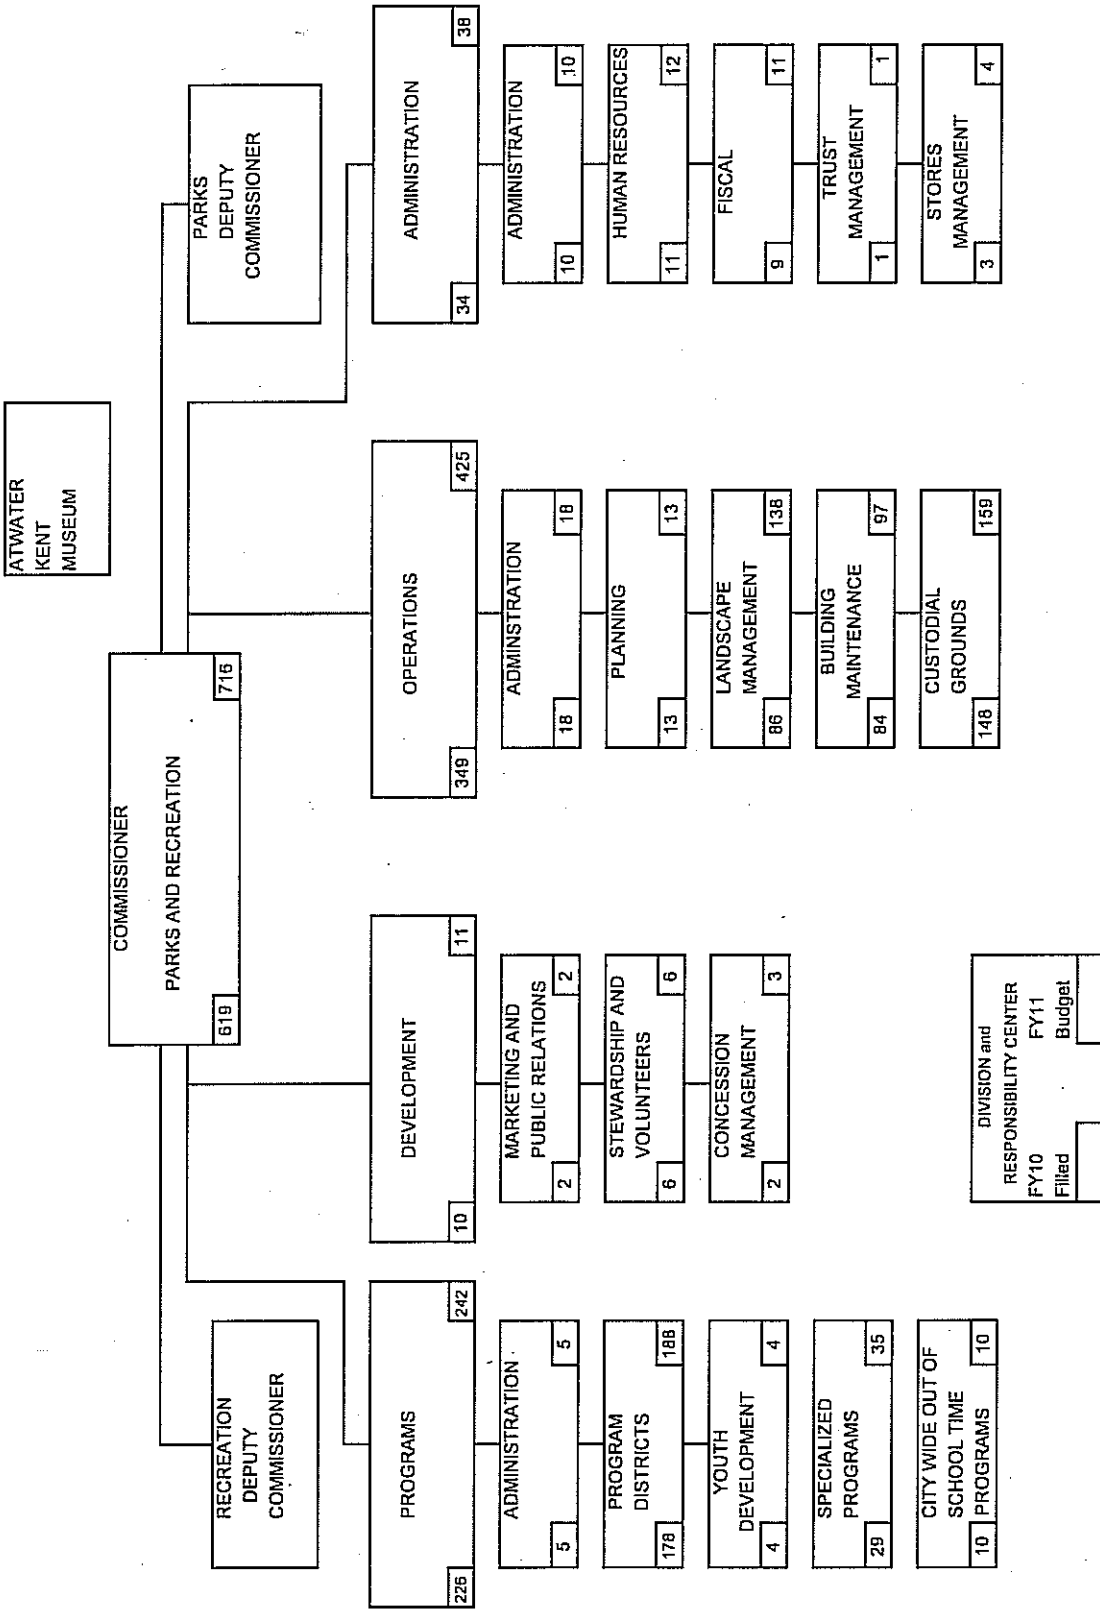 ATWATER
KENT
MUSEUM
COMMISSIONER
PARKS AND RECREATION
619 716
RECREATION
DEPUTY
COMMISSIONER
PARKS
DEPUTY
COMMISSIONER
PROGRAMS
226 242
ADMINISTRATION
5 5
PROGRAM
DISTRICTS
178 188
YOUTH
DEVELOPMENT
4 4
SPECIALIZED
PROGRAMS
29 35
CITY WIDE OUT OF
SCHOOL TIME
10 PROGRAMS 10
DEVELOPMENT
10 11
MARKETING AND
PUBLIC RELATIONS
2 2
STEWARDSHIP AND
VOLUNTEERS
6 6
CONCESSION
MANAGEMENT
2 3
OPERATIONS
349 425
ADMINSTRATION
18 18
PLANNING
13 13
LANDSCAPE
MANAGEMENT
86 138
BUILDING
MAINTENANCE
84 97
CUSTODIAL
GROUNDS
148 159
ADMINISTRATION
34 38
ADMINISTRATION
10 10
HUMAN RESOURCES
11 12
FISCAL
9 11
TRUST
MANAGEMENT
1 1
STORES
MANAGEMENT
3 4
DIVISION and
RESPONSIBILITY CENTER
FY10 FY11
Filled Budget